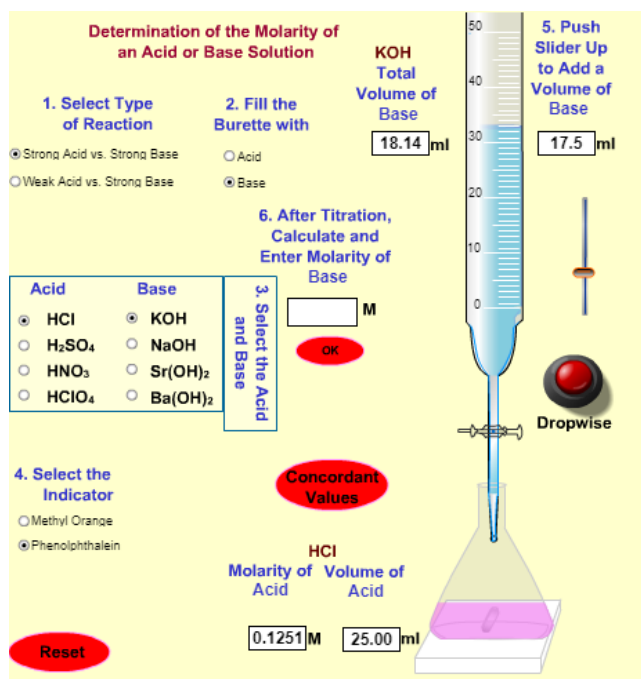 Determination of the Molarity of
an Acid or Base Solution
1. Select Type
of Reaction
Strong Acid vs. Strong Base
Weak Acid vs. Strong Base
2. Fill the
Burette with
Acid
Base
KOH
Total
Volume of
Base
18.14 ml
50
40
30
20
10
0
5. Push
Slider Up
to Add a
Volume of
Base
17.5 ml
6. After Titration,
Calculate and
Enter Molarity of
Base
M
OK
Acid Base
HCl KOH
H₂SO₄ NaOH
HNO₃ Sr(OH)₂
HClO₄ Ba(OH)₂
3. Select the Acid
and Base
Dropwise
4. Select the
Indicator
Methyl Orange
Phenolphthalein
Concordant
Values
HCl
Molarity of Volume of
Acid Acid
0.1251 M 25.00 ml
Reset